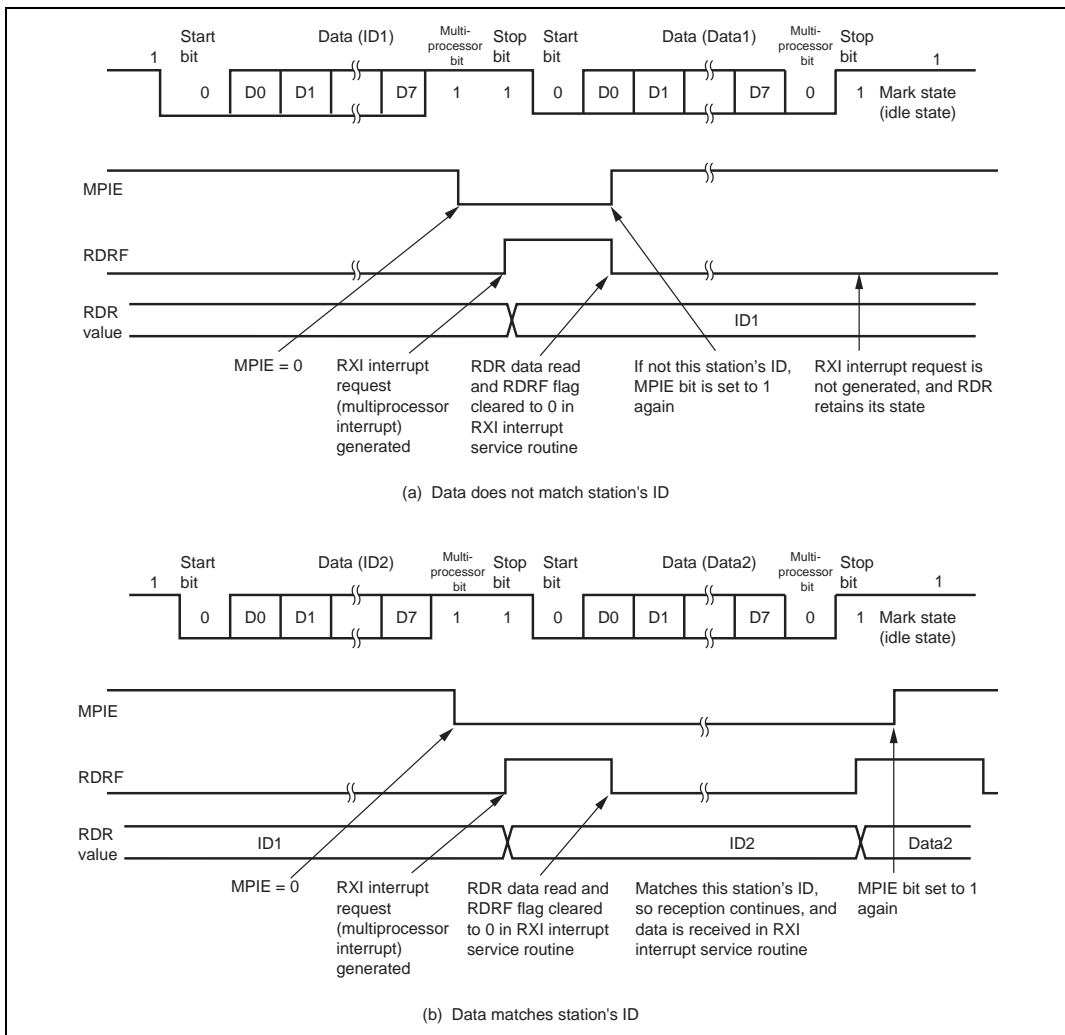 Start bit
Data (ID1)
Multi-processor bit
Stop bit
Start bit
Data (Data1)
Multi-processor bit
Stop bit
1
1
0
D0
D1
D7
1
1
0
D0
D1
D7
0
1
Mark state (idle state)
MPIE
RDRF
RDR value
ID1
MPIE = 0
RXI interrupt request (multiprocessor interrupt) generated
RDR data read and RDRF flag cleared to 0 in RXI interrupt service routine
If not this station's ID, MPIE bit is set to 1 again
RXI interrupt request is not generated, and RDR retains its state
(a) Data does not match station's ID
Start bit
Data (ID2)
Multi-processor bit
Stop bit
Start bit
Data (Data2)
Multi-processor bit
Stop bit
1
1
0
D0
D1
D7
1
1
0
D0
D1
D7
0
1
Mark state (idle state)
MPIE
RDRF
RDR value
ID1
ID2
Data2
MPIE = 0
RXI interrupt request (multiprocessor interrupt) generated
RDR data read and RDRF flag cleared to 0 in RXI interrupt service routine
Matches this station's ID, so reception continues, and data is received in RXI interrupt service routine
MPIE bit set to 1 again
(b) Data matches station's ID